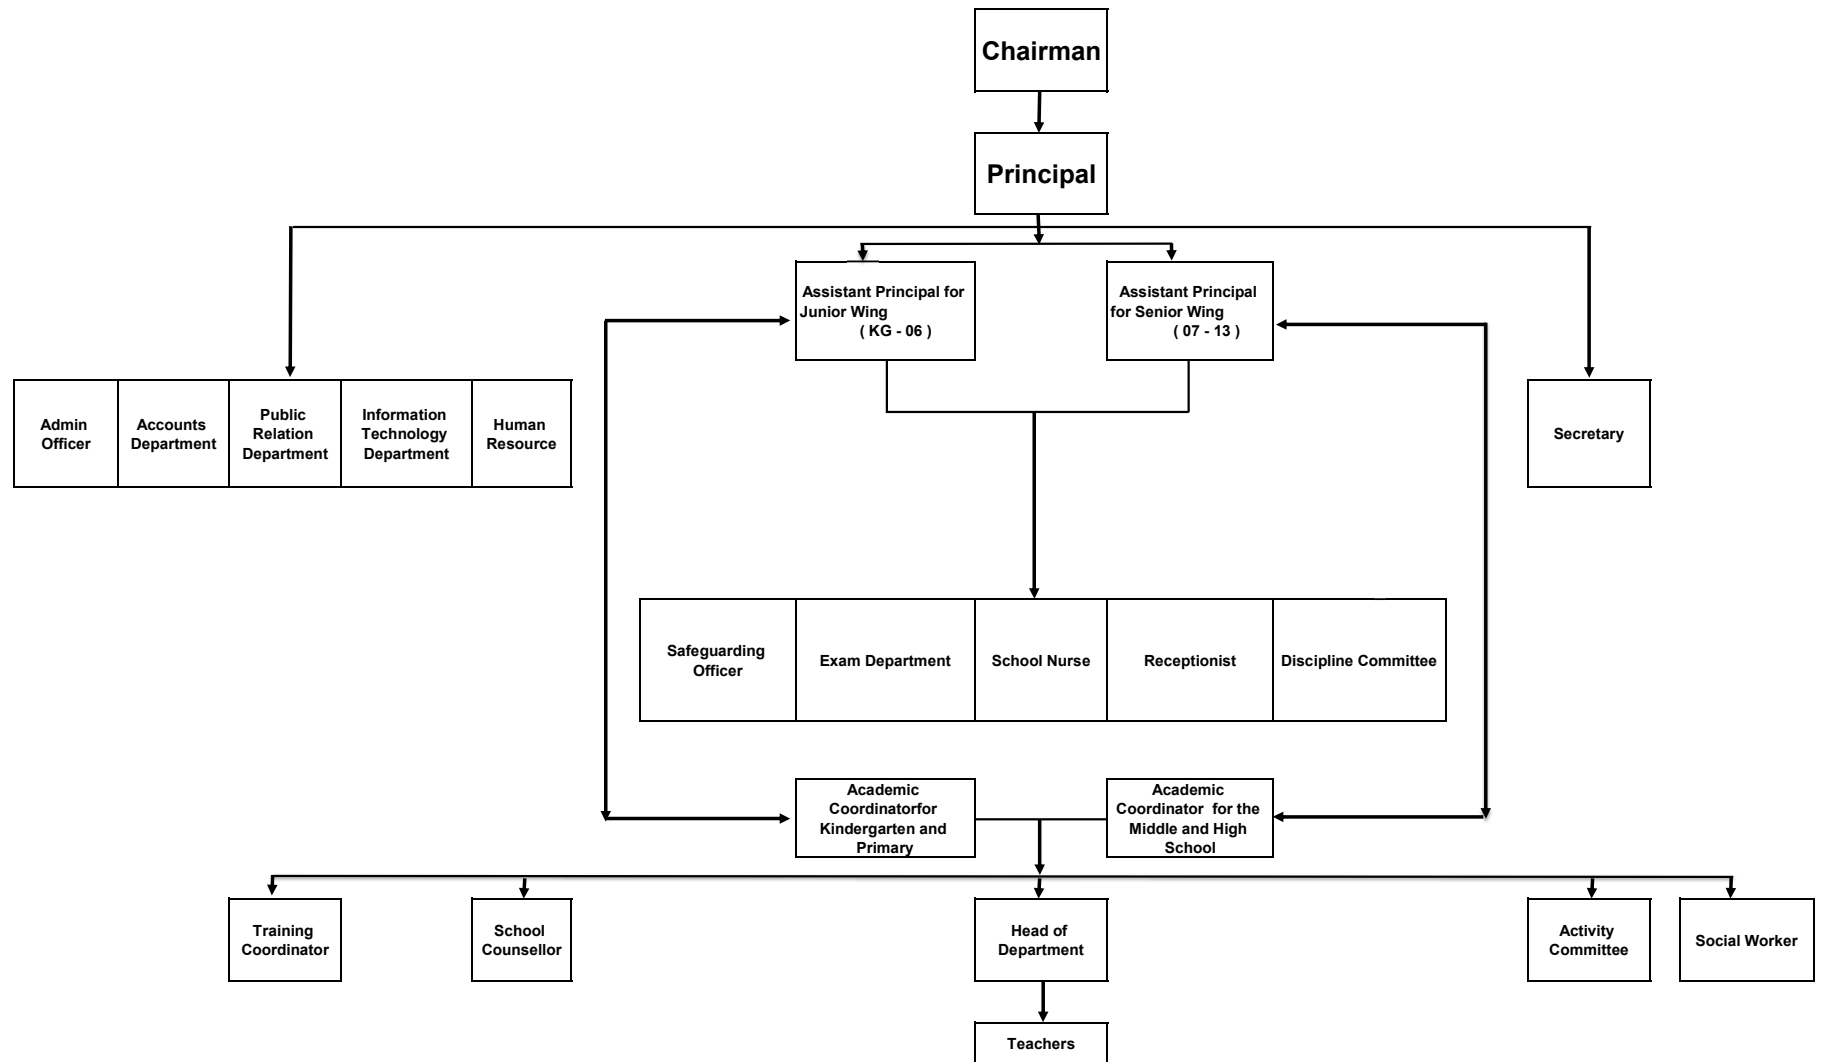 Chairman
Principal
Assistant Principal for
Junior Wing
( KG - 06 )
Assistant Principal
for Senior Wing
( 07 - 13 )
Admin
Officer
Accounts
Department
Public
Relation
Department
Information
Technology
Department
Human
Resource
Secretary
Safeguarding
Officer
Exam Department
School Nurse
Receptionist
Discipline Committee
Academic
Coordinatorfor
Kindergarten and
Primary
Academic
Coordinator for the
Middle and High
School
Training
Coordinator
School
Counsellor
Head of
Department
Activity
Committee
Social Worker
Teachers